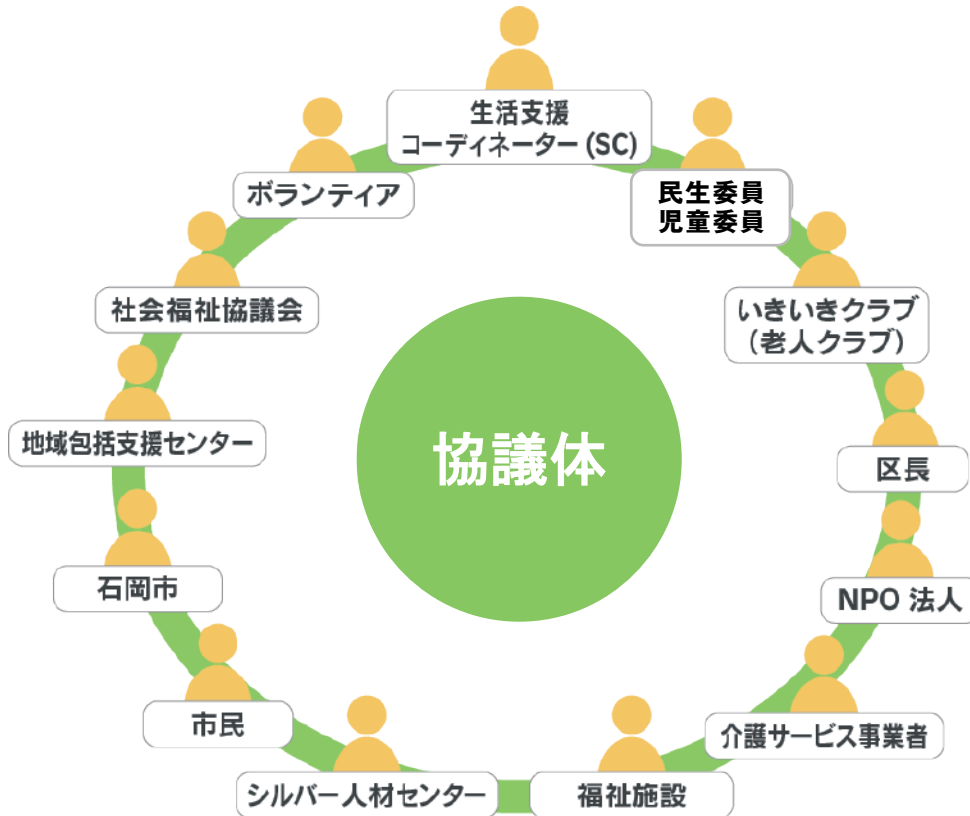 生活支援
コーディネーター (SC)
ボランティア
民生委員
児童委員
社会福祉協議会
いきいきクラブ
（老人クラブ）
地域包括支援センター
協議体
区長
石岡市
NPO 法人
市民
介護サービス事業者
シルバー人材センター
福祉施設